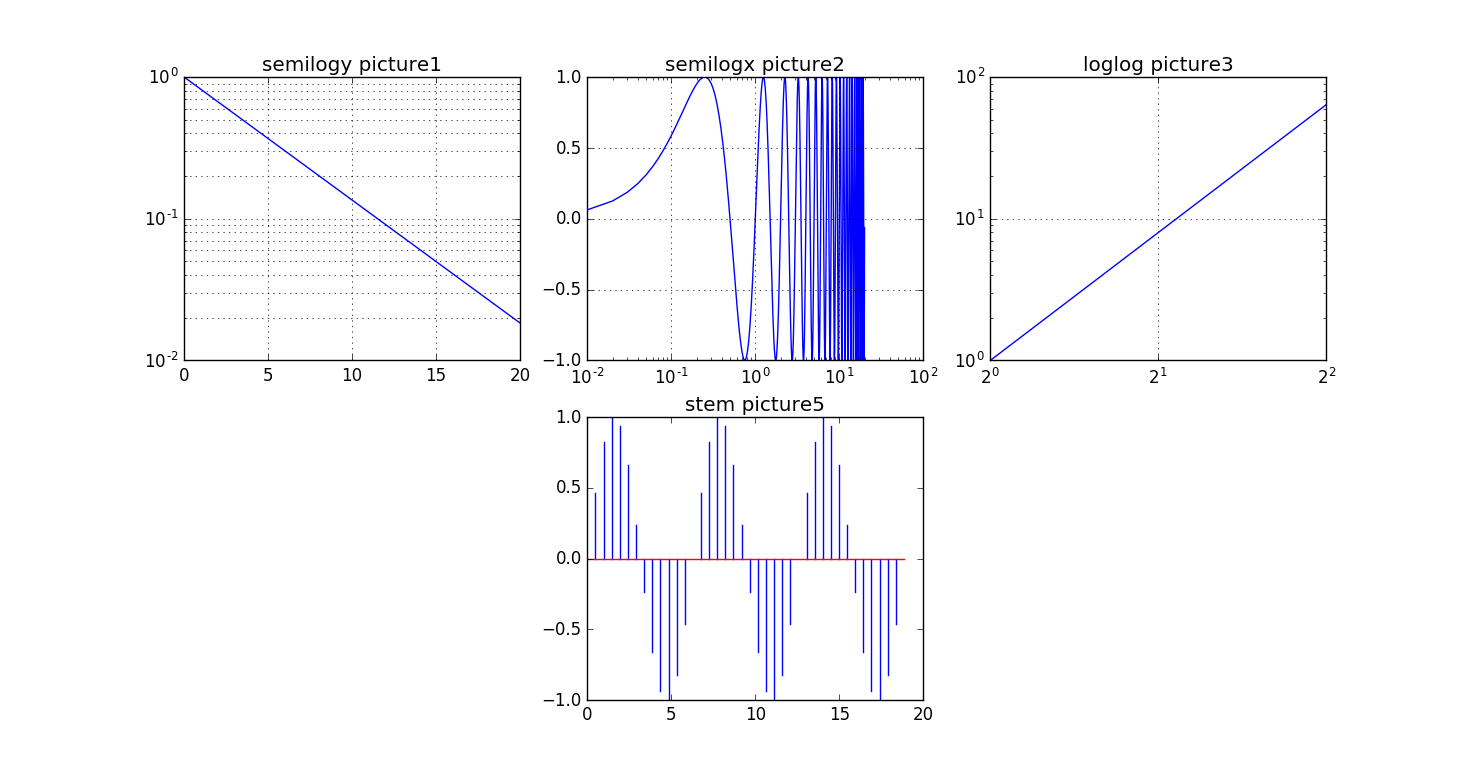 semilogy picture1
10^0
10^-1
10^-2
0 5 10 15 20
semilogx picture2
1.0
0.5
0.0
−0.5
−1.0
10^-2 10^-1 10^0 10^1 10^2
loglog picture3
10^2
10^1
10^0
2^0 2^1 2^2
stem picture5
1.0
0.5
0.0
−0.5
−1.0
0 5 10 15 20